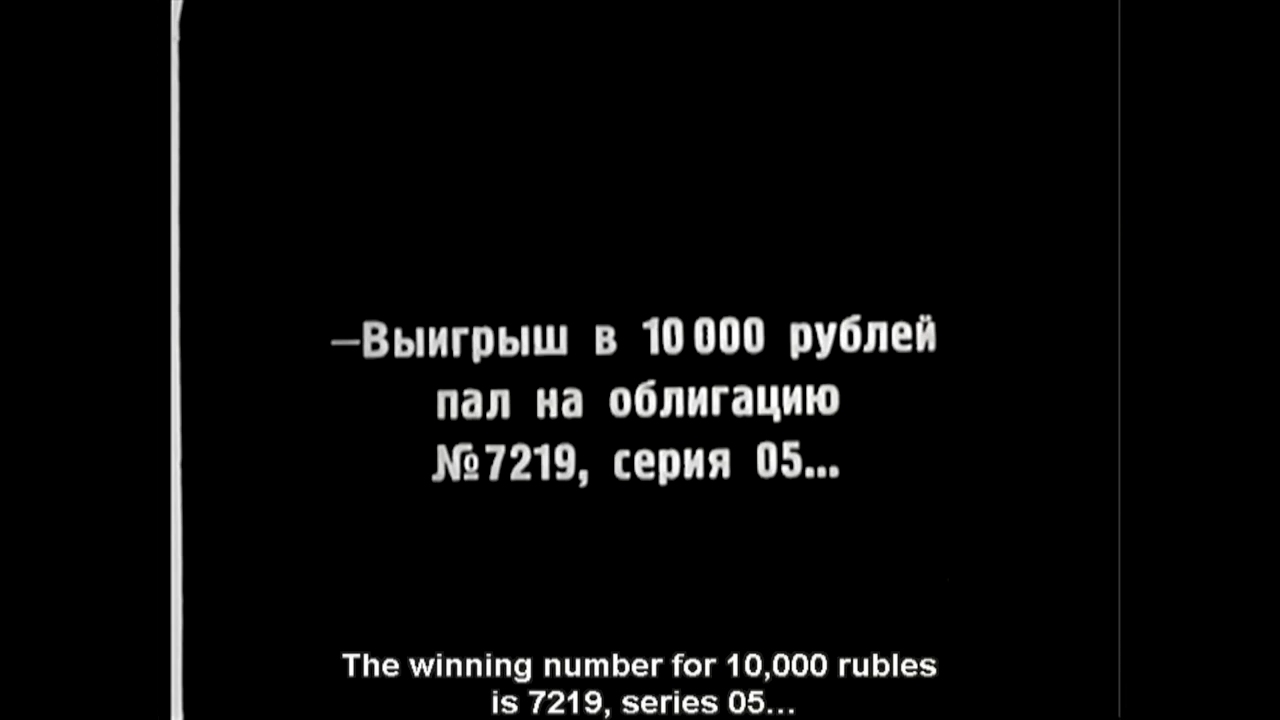 —Выигрыш в 10 000 рублей
пал на облигацию
№7219, серия 05...
The winning number for 10,000 rubles
is 7219, series 05...